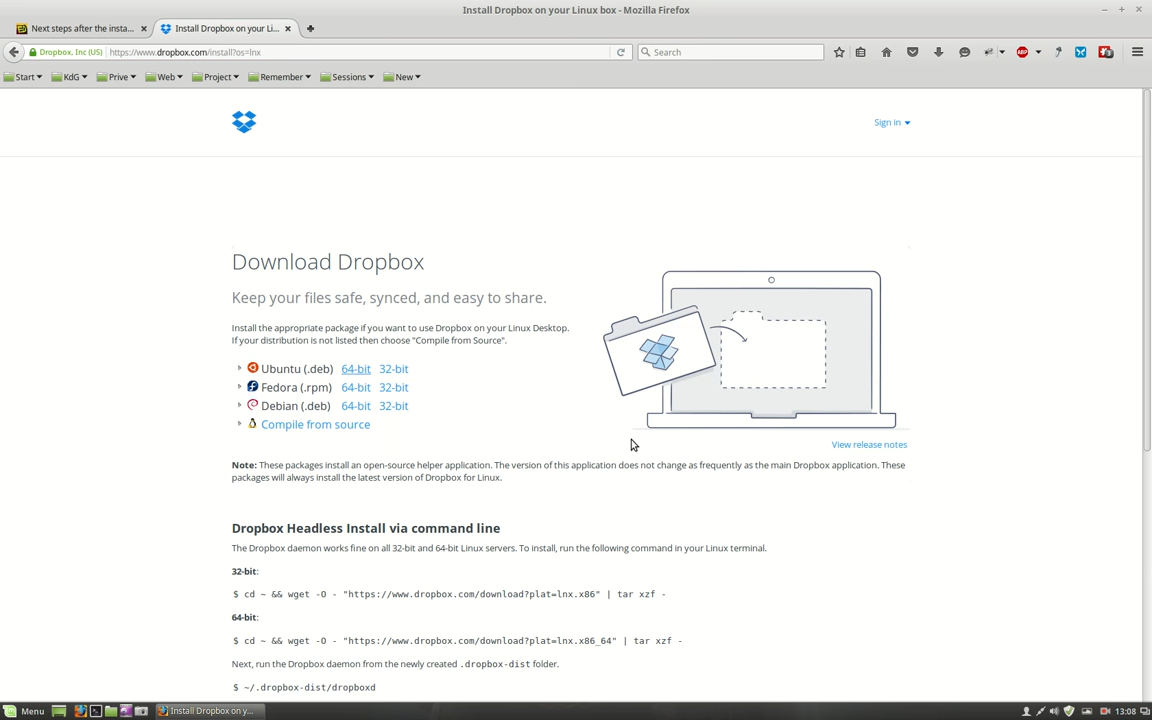 Install Dropbox on your Linux box - Mozilla Firefox
Next steps after the insta...
Install Dropbox on your Li...
Dropbox, Inc (US)
https://www.dropbox.com/install?os=lnx
Search
ABP
Start
KdG
Prive
Web
Project
Remember
Sessions
New
Sign in
Download Dropbox
Keep your files safe, synced, and easy to share.
Install the appropriate package if you want to use Dropbox on your Linux Desktop.
If your distribution is not listed then choose "Compile from Source".
Ubuntu (.deb) 64-bit 32-bit
Fedora (.rpm) 64-bit 32-bit
Debian (.deb) 64-bit 32-bit
Compile from source
View release notes
Note: These packages install an open-source helper application. The version of this application does not change as frequently as the main Dropbox application. These
packages will always install the latest version of Dropbox for Linux.
Dropbox Headless Install via command line
The Dropbox daemon works fine on all 32-bit and 64-bit Linux servers. To install, run the following command in your Linux terminal.
32-bit:
$ cd ~ && wget -O - "https://www.dropbox.com/download?plat=lnx.x86" | tar xzf -
64-bit:
$ cd ~ && wget -O - "https://www.dropbox.com/download?plat=lnx.x86_64" | tar xzf -
Next, run the Dropbox daemon from the newly created .dropbox-dist folder.
$ ~/.dropbox-dist/dropboxd
Menu
Install Dropbox on y...
13:08